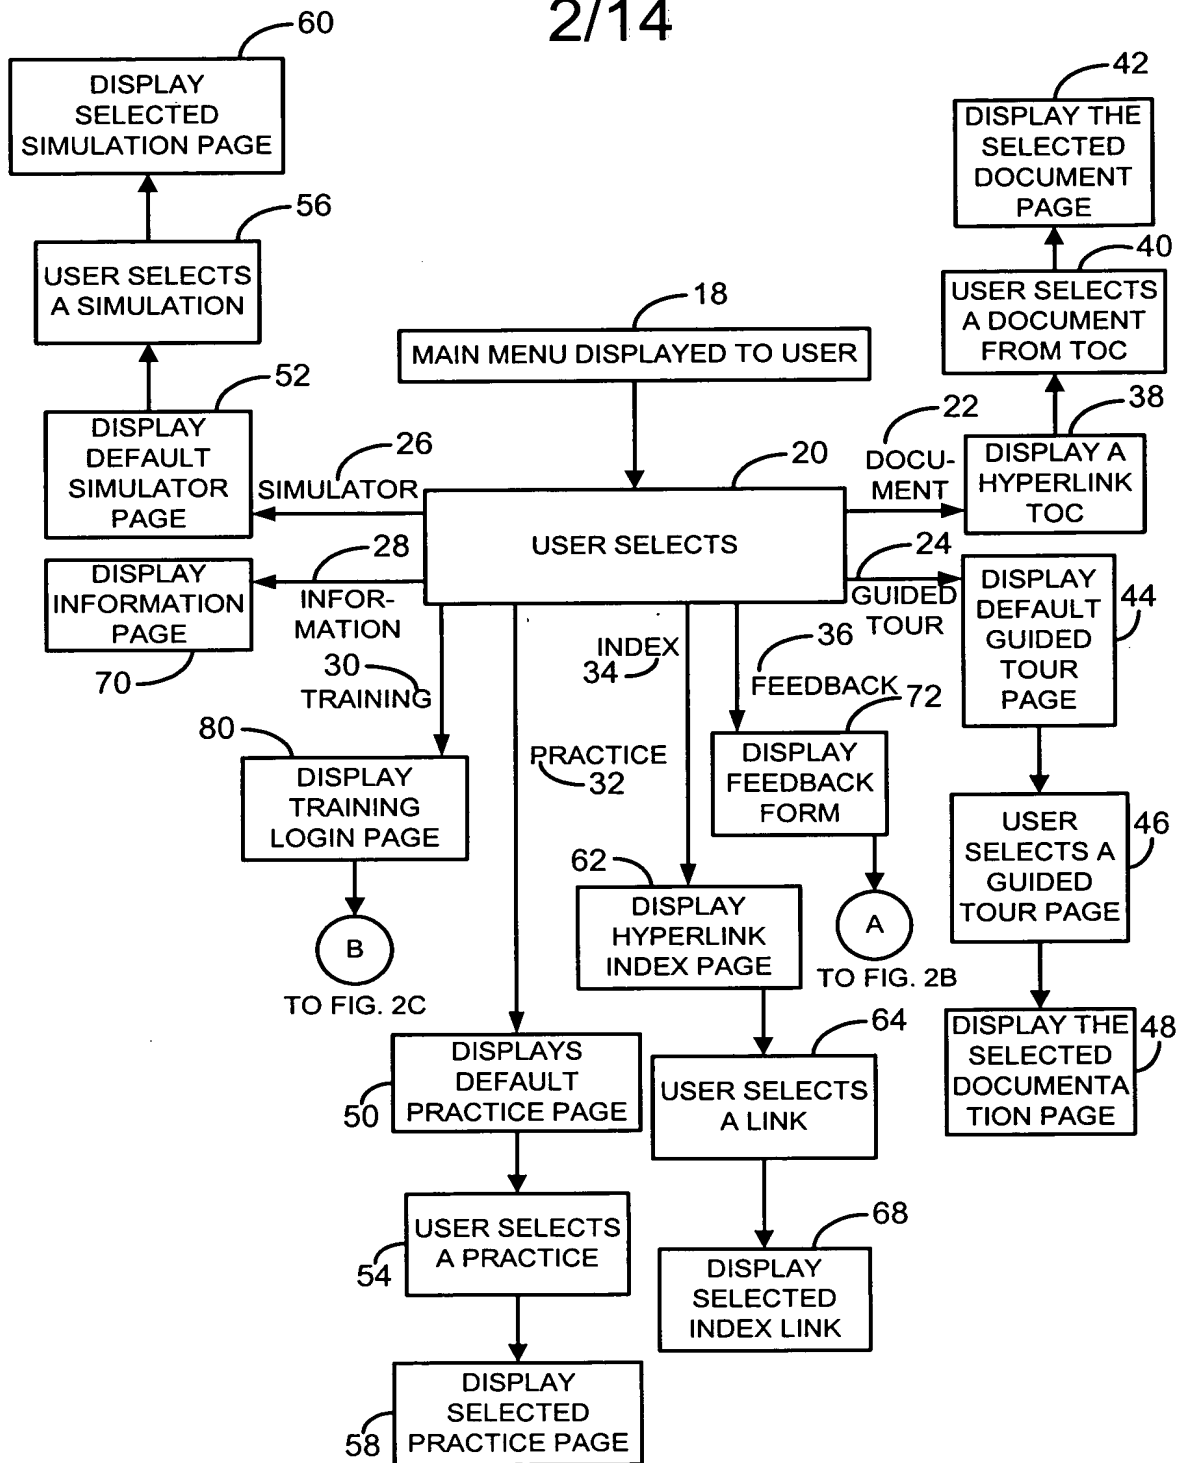 2/14
60
DISPLAY
SELECTED
SIMULATION PAGE
56
USER SELECTS
A SIMULATION
52
DISPLAY
DEFAULT
SIMULATOR
PAGE
18
MAIN MENU DISPLAYED TO USER
42
DISPLAY THE
SELECTED
DOCUMENT
PAGE
40
USER SELECTS
A DOCUMENT
FROM TOC
38
DISPLAY A
HYPERLINK
TOC
22
DOCU-
MENT
26
SIMULATOR
20
USER SELECTS
28
INFOR-
MATION
DISPLAY
INFORMATION
PAGE
70
24
GUIDED
TOUR
DISPLAY
DEFAULT
GUIDED
TOUR
PAGE
44
30
TRAINING
INDEX
34
36
FEEDBACK
72
DISPLAY
FEEDBACK
FORM
80
DISPLAY
TRAINING
LOGIN PAGE
PRACTICE
32
USER
SELECTS A
GUIDED
TOUR PAGE
46
62
DISPLAY
HYPERLINK
INDEX PAGE
A
TO FIG. 2B
B
TO FIG. 2C
DISPLAY THE
SELECTED
DOCUMENTA
TION PAGE
48
DISPLAYS
DEFAULT
PRACTICE PAGE
50
64
USER SELECTS
A LINK
USER SELECTS
A PRACTICE
54
68
DISPLAY
SELECTED
INDEX LINK
DISPLAY
SELECTED
PRACTICE PAGE
58